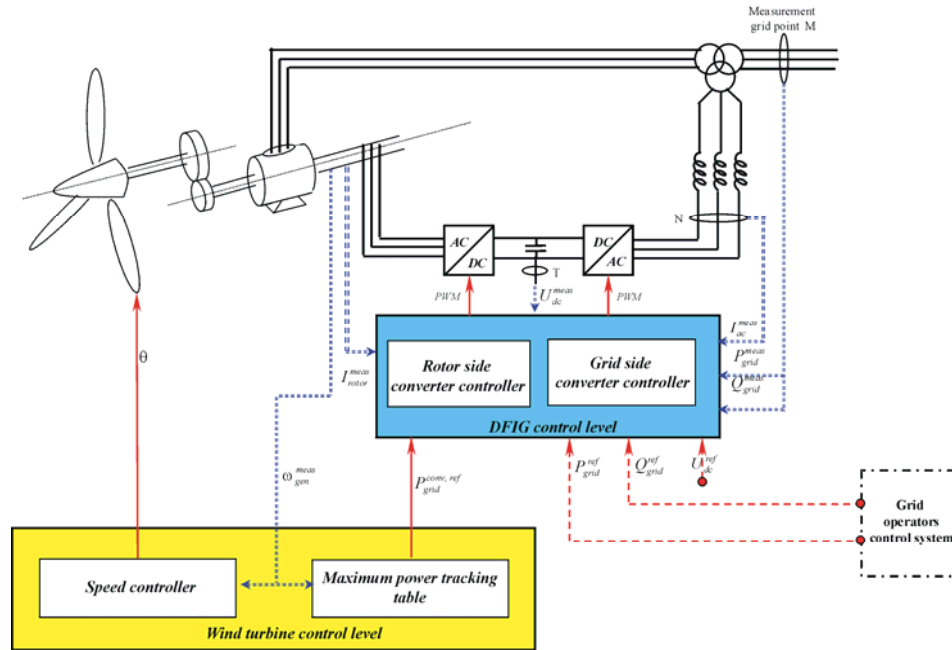 Measurement
grid point M
N
AC
DC
DC
AC
T
PWM
U_dc^meas
PWM
I_ac^meas
P_grid^meas
Q_grid^meas
θ
I_rotor^meas
Rotor side
converter controller
Grid side
converter controller
DFIG control level
ω_gen^meas
P_grid^conv, ref
P_grid^ref
Q_grid^ref
U_dc^ref
Grid
operators
control system
Speed controller
Maximum power tracking
table
Wind turbine control level